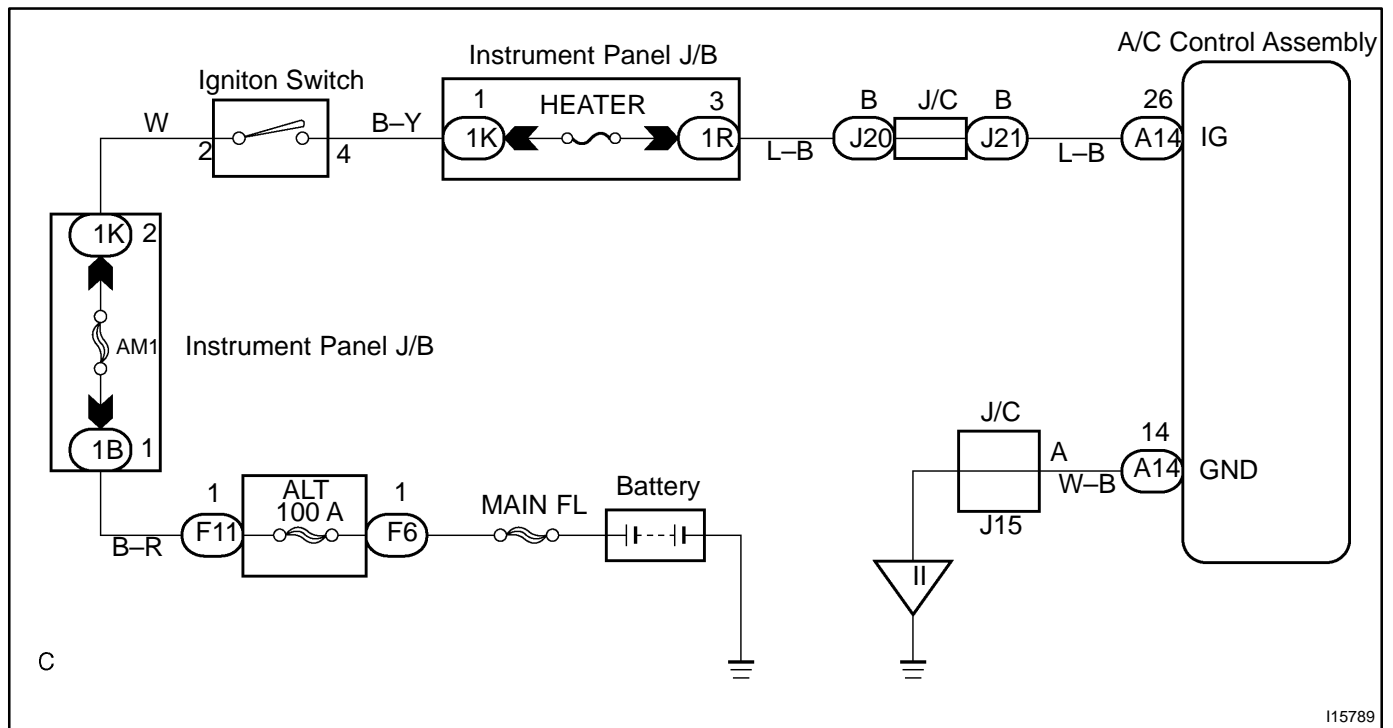 A/C Control Assembly
Instrument Panel J/B
Igniton Switch
1
HEATER
3
B
J/C
B
26
W
B–Y
1K
1R
J20
J21
A14
IG
2
4
L–B
L–B
1K
2
AM1
Instrument Panel J/B
1B
1
J/C
14
A
A14
GND
W–B
J15
1
ALT
100 A
1
MAIN FL
Battery
F11
F6
B–R
II
C
I15789